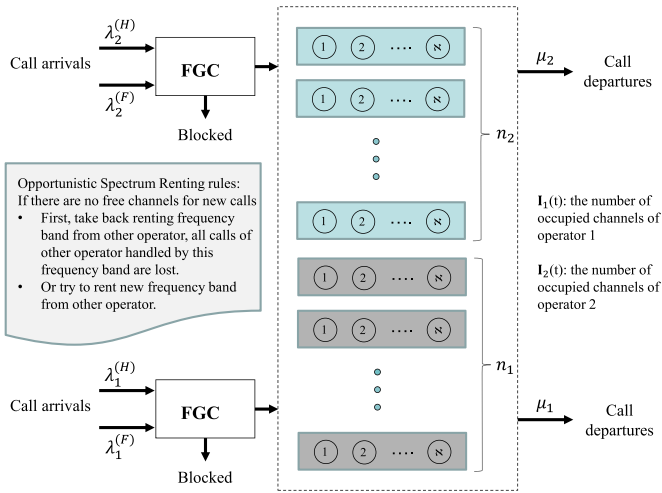 λ₂⁽ᴴ⁾
Call arrivals
λ₂⁽ꟳ⁾
FGC
Blocked
1 2 .... ℵ
1 2 .... ℵ
1 2 .... ℵ
n₂
μ₂
Call
departures
Opportunistic Spectrum Renting rules:
If there are no free channels for new calls
• First, take back renting frequency
band from other operator, all calls of
other operator handled by this
frequency band are lost.
• Or try to rent new frequency band
from other operator.
I₁(t): the number of
occupied channels of
operator 1
I₂(t): the number of
occupied channels of
operator 2
1 2 .... ℵ
1 2 .... ℵ
1 2 .... ℵ
n₁
λ₁⁽ᴴ⁾
Call arrivals
λ₁⁽ꟳ⁾
FGC
Blocked
μ₁
Call
departures